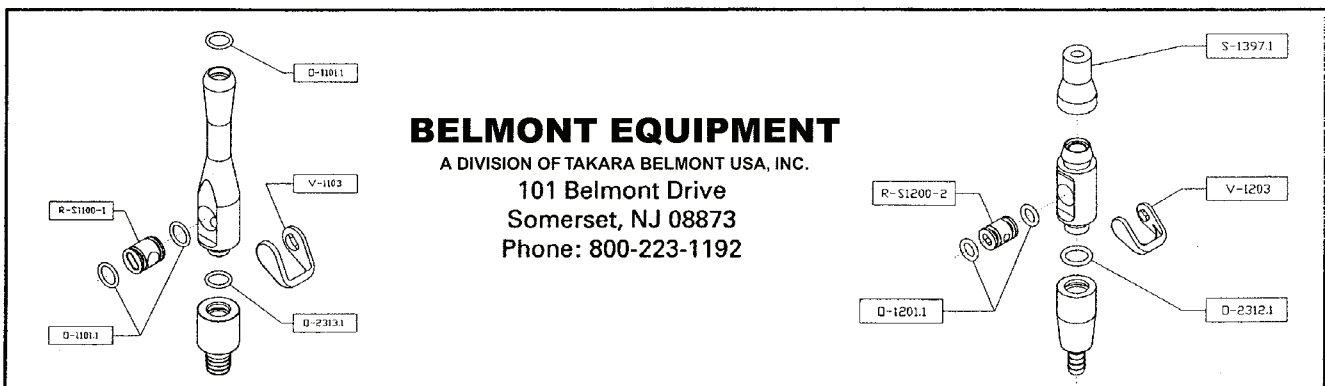 O-1101.1
V-1103
R-S1100-1
O-1101.1
O-2313.1
BELMONT EQUIPMENT
A DIVISION OF TAKARA BELMONT USA, INC.
101 Belmont Drive
Somerset, NJ 08873
Phone: 800-223-1192
S-1397.1
R-S1200-2
V-1203
O-1201.1
O-2312.1